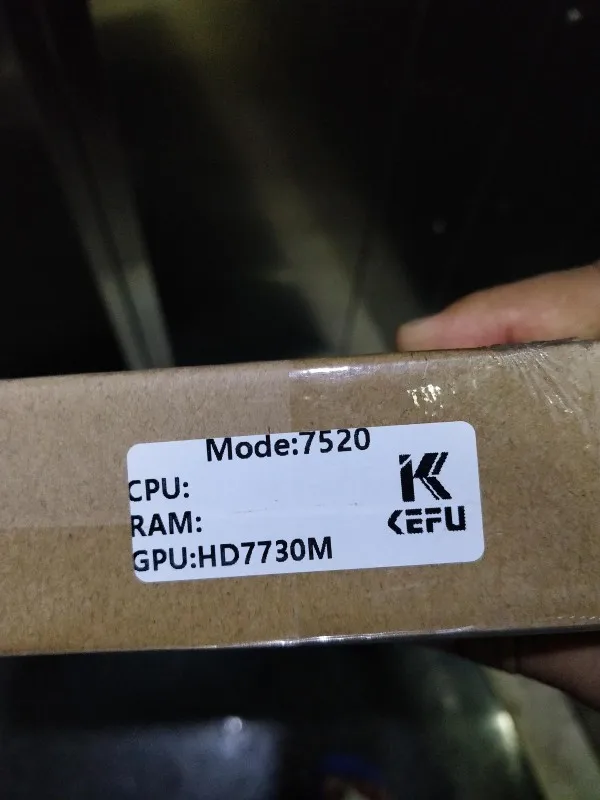 Mode:7520
CPU:
RAM:
GPU:HD7730M
K
KEFU